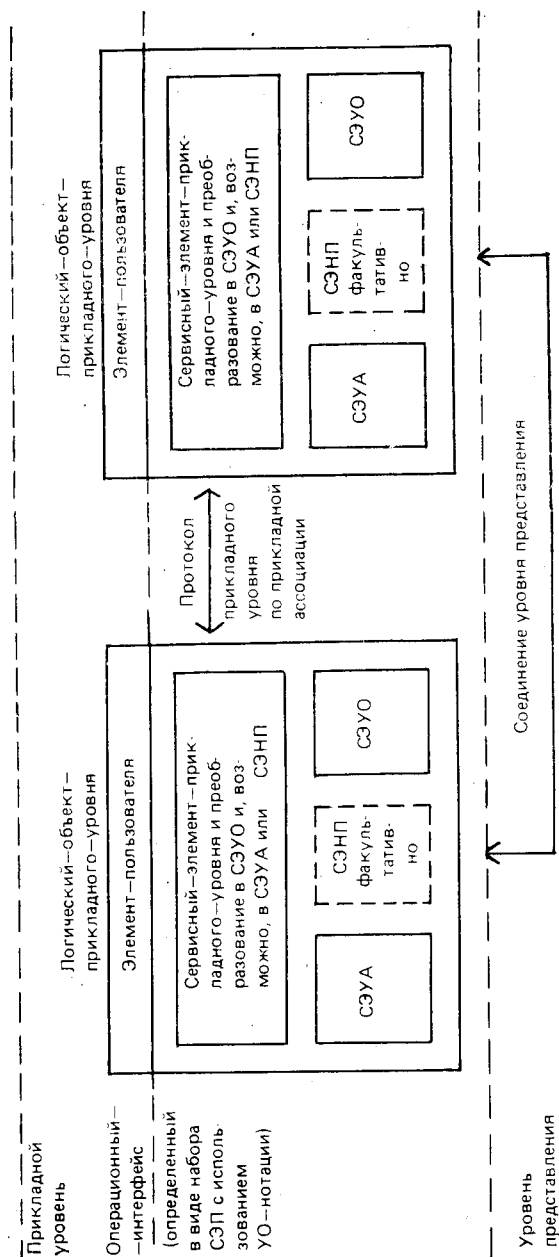 Прикладной
уровень
Операционный—
—интерфейс
(определенный
в виде набора
СЭП с исполь-
зованием
УО—нотации)
Уровень
представления
Логический—объект—
прикладного—уровня
Элемент—пользователя
Сервисный—элемент—прик-
ладного—уровня и преоб-
разование в СЭУО и, воз-
можно, в СЭУА или СЭНП
СЭУА
СЭНП
факуль-
татив-
но
СЭУО
Протокол
прикладного
уровня
по прикладной
ассоциации
Логический—объект—
прикладного—уровня
Элемент—пользователя
Сервисный—элемент—прик-
ладного—уровня и преоб-
разование в СЭУО и, воз-
можно, в СЭУА или СЭНП
СЭУА
СЭНП
факуль-
татив-
но
СЭУО
Соединение уровня представления